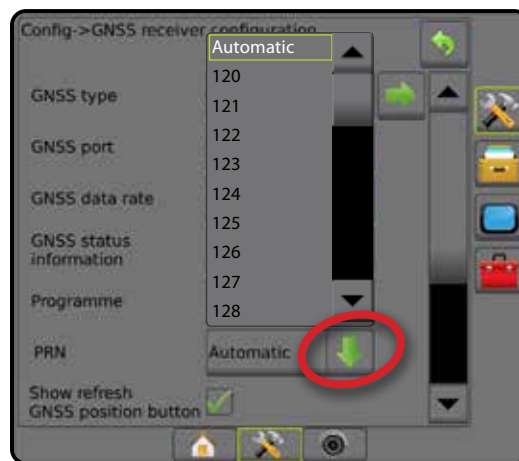 Config->GNSS receiver configuration
Automatic
120
121
122
123
124
125
126
127
128
GNSS type
GNSS port
GNSS data rate
GNSS status
information
Programme
PRN
Automatic
Show refresh
GNSS position button